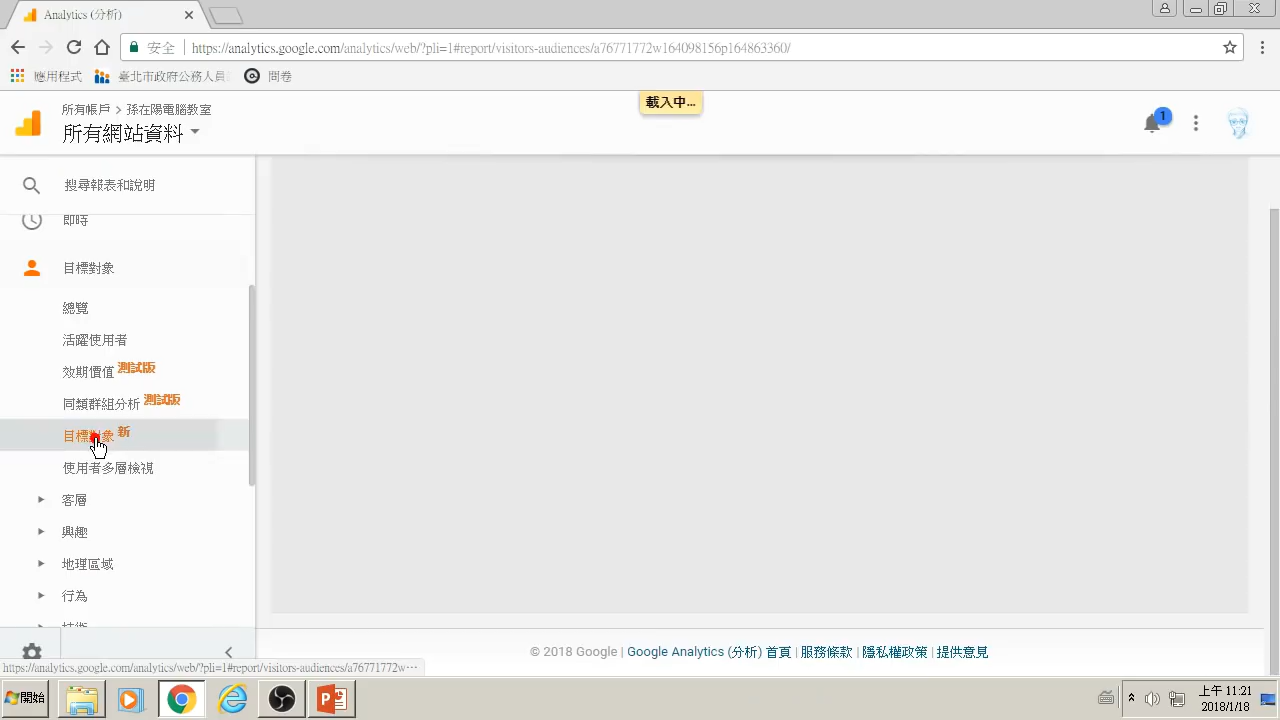 Analytics (分析)
安全 https://analytics.google.com/analytics/web/?pli=1#report/visitors-audiences/a76771772w164098156p164863360/
應用程式 臺北市政府公務人員 問卷
所有帳戶 > 孫在陽電腦教室
所有網站資料
載入中...
1
搜尋報表和說明
即時
目標對象
總覽
活躍使用者
效期價值 測試版
同類群組分析 測試版
目標對象 新
使用者多層檢視
客層
興趣
地理區域
行為
技術
© 2018 Google | Google Analytics (分析) 首頁 | 服務條款 | 隱私權政策 | 提供意見
https://analytics.google.com/analytics/web/?pli=1#report/visitors-audiences/a76771772w…
開始
上午 11:21
2018/1/18